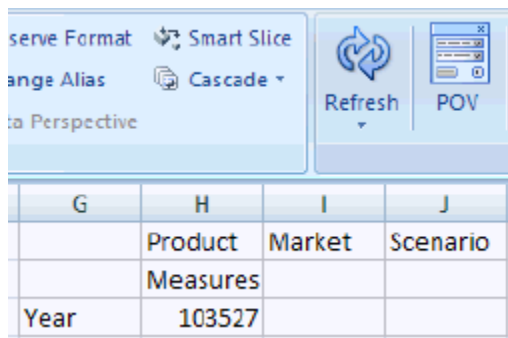 serve Format Smart Slice
ange Alias Cascade
ta Perspective
Refresh POV
G H I J
Product Market Scenario
Measures
Year 103527